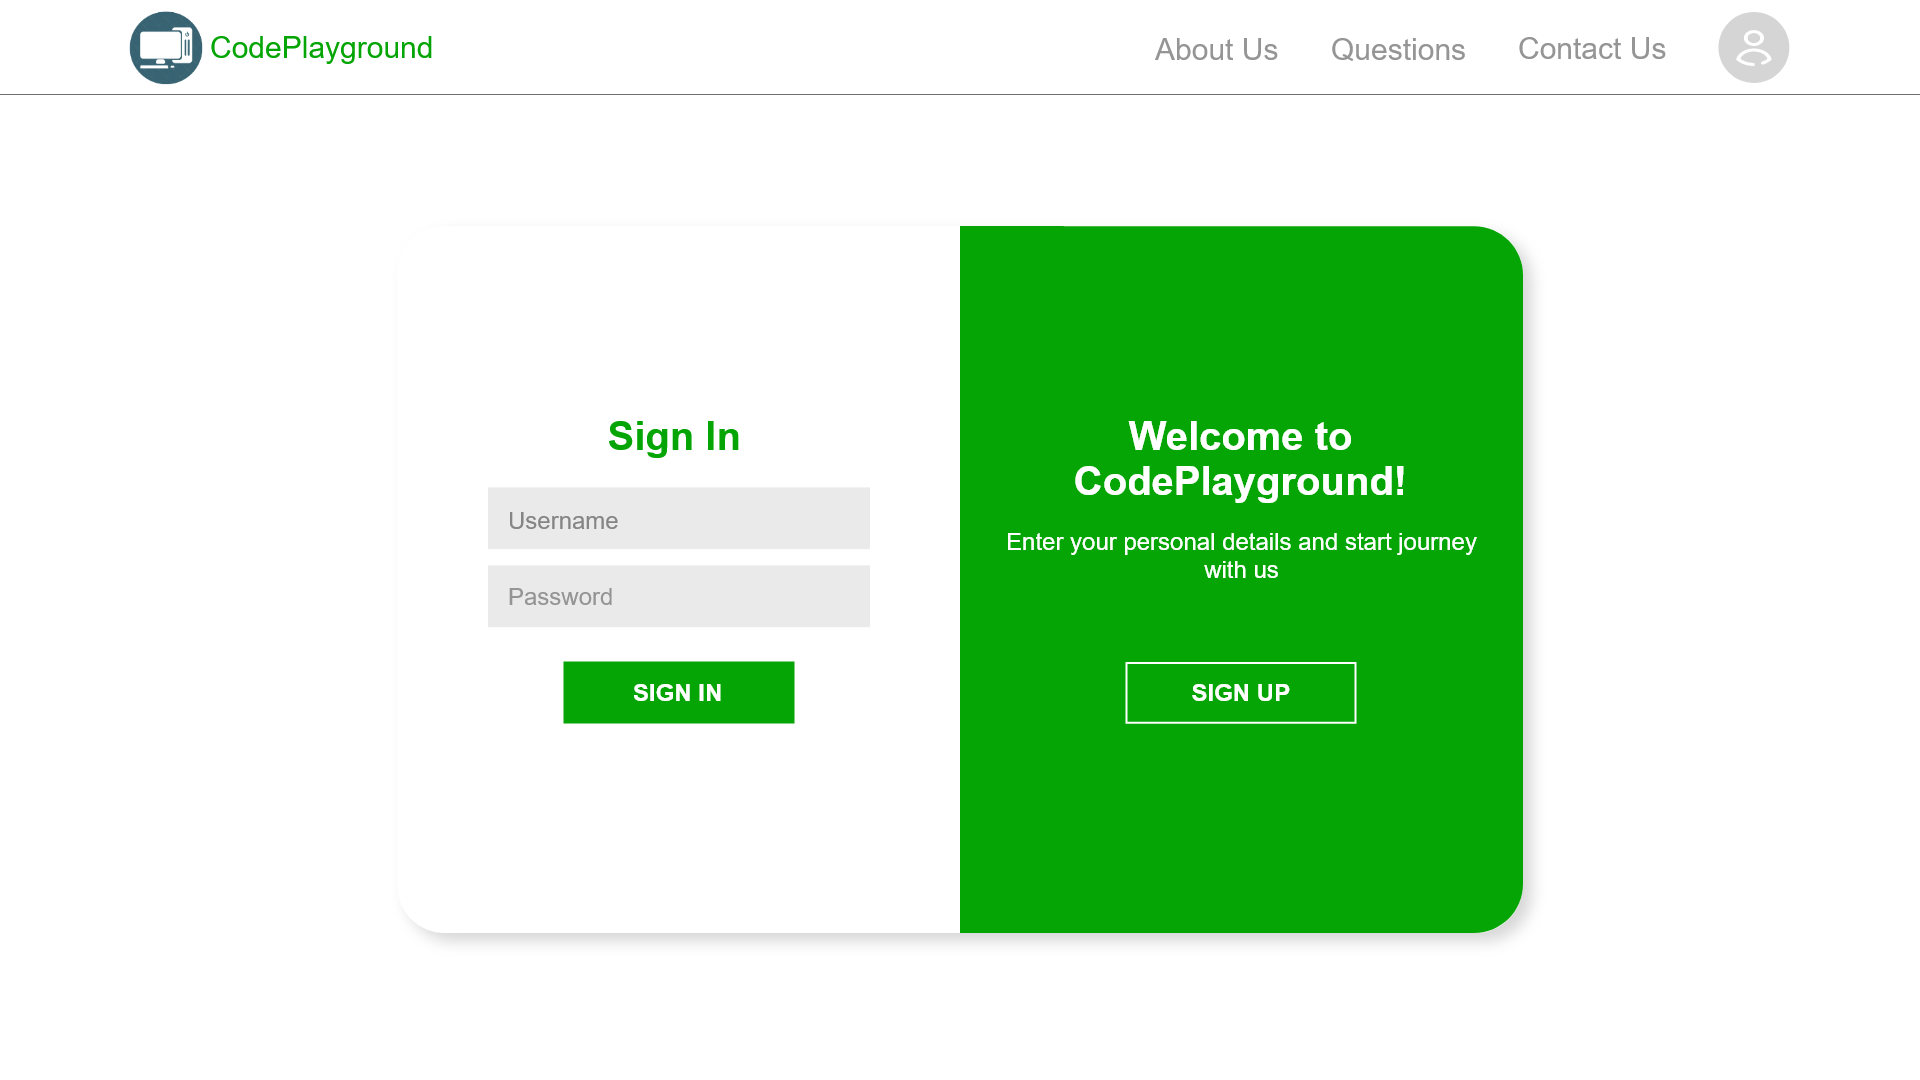 CodePlayground
About Us
Questions
Contact Us
Sign In
Username
Password
SIGN IN
Welcome to
CodePlayground!
Enter your personal details and start journey
with us
SIGN UP